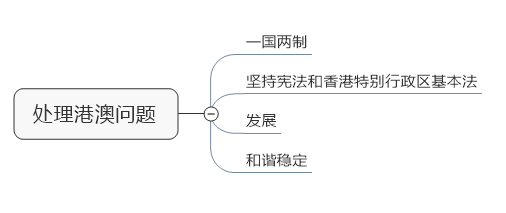 处理港澳问题
一国两制
坚持宪法和香港特别行政区基本法
发展
和谐稳定